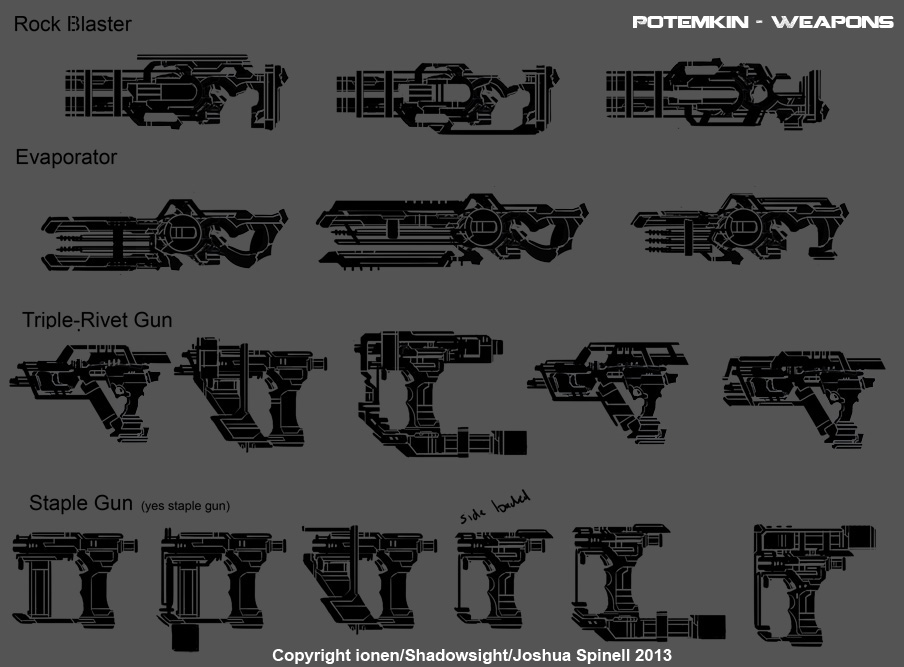 Rock Blaster
POTEMKIN - WEAPONS
Evaporator
Triple-Rivet Gun
Staple Gun (yes staple gun)
side loaded
Copyright ionen/Shadowsight/Joshua Spinell 2013